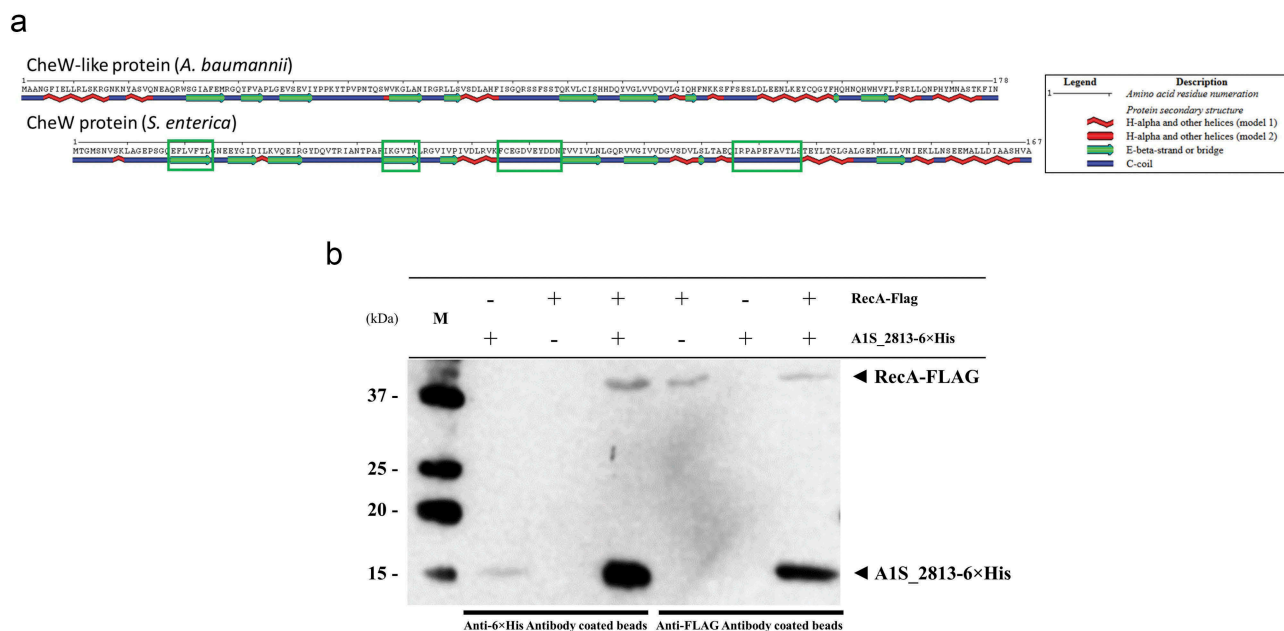 a
CheW-like protein (A. baumannii)
1 178
CheW protein (S. enterica)
1 167
Legend Description
1 Amino acid residue numeration
Protein secondary structure
H-alpha and other helices (model 1)
H-alpha and other helices (model 2)
E-beta-strand or bridge
C-coil
b
- + + + - + RecA-Flag
(kDa) M
+ - + - + + A1S_2813-6×His
RecA-FLAG
37 -
25 -
20 -
15 - A1S_2813-6×His
Anti-6×His Antibody coated beads Anti-FLAG Antibody coated beads